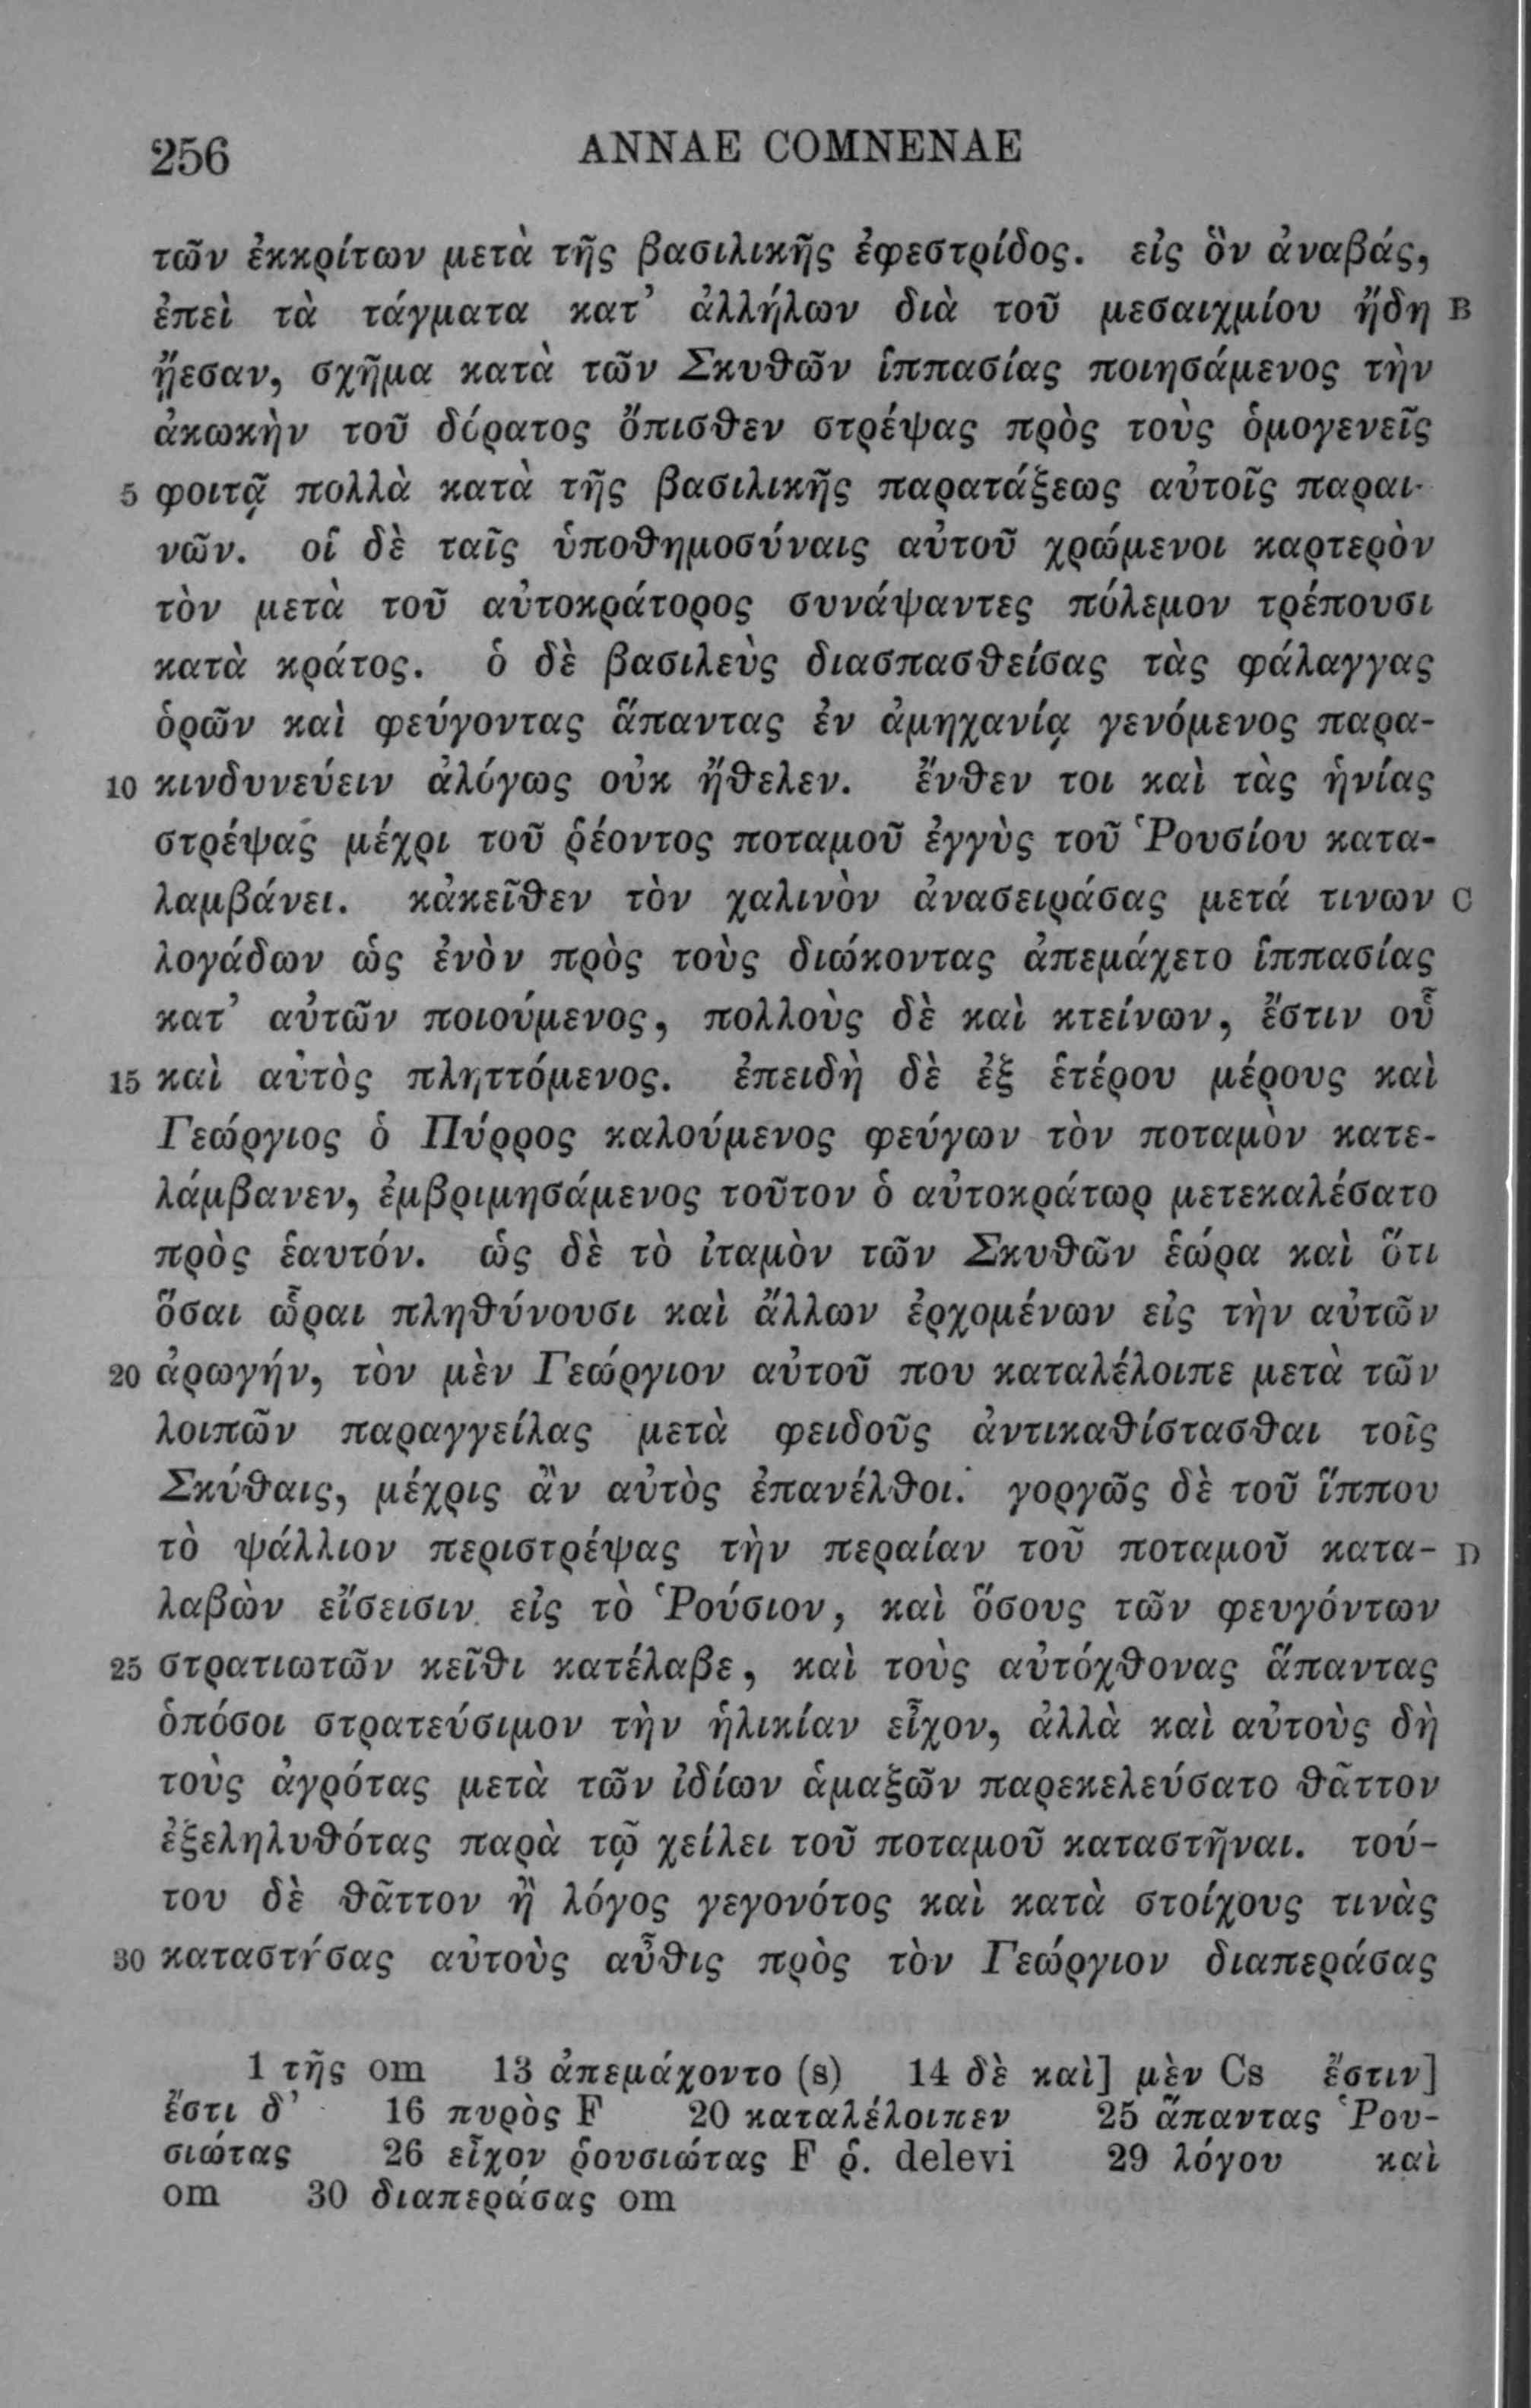 256 ANNAE COMNENAE
τῶν ἐκκρίτων μετὰ τῆς βασιλικῆς ἐφεστρίδος. εἰς ὃν ἀναβάς,
ἐπεὶ τὰ τάγματα κατ᾽ ἀλλήλων διὰ τοῦ μεσαιχμίου ἤδη B
ᾔεσαν, σχῆμα κατὰ τῶν Σκυθῶν ἱππασίας ποιησάμενος τὴν
ἀκωκὴν τοῦ δόρατος ὄπισθεν στρέψας πρὸς τοὺς ὁμογενεῖς
5 φοιτᾷ πολλὰ κατὰ τῆς βασιλικῆς παρατάξεως αὐτοῖς παραι-
νῶν. οἱ δὲ ταῖς ὑποθημοσύναις αὐτοῦ χρώμενοι καρτερὸν
τὸν μετὰ τοῦ αὐτοκράτορος συνάψαντες πόλεμον τρέπουσι
κατὰ κράτος. ὁ δὲ βασιλεὺς διασπασθείσας τὰς φάλαγγας
ὁρῶν καὶ φεύγοντας ἅπαντας ἐν ἀμηχανίᾳ γενόμενος παρα-
10 κινδυνεύειν ἀλόγως οὐκ ἤθελεν. ἔνθεν τοι καὶ τὰς ἡνίας
στρέψας μέχρι τοῦ ῥέοντος ποταμοῦ ἐγγὺς τοῦ Ῥουσίου κατα-
λαμβάνει. κἀκεῖθεν τὸν χαλινὸν ἀνασειράσας μετά τινων C
λογάδων ὡς ἐνὸν πρὸς τοὺς διώκοντας ἀπεμάχετο ἱππασίας
κατ᾽ αὐτῶν ποιούμενος, πολλοὺς δὲ καὶ κτείνων, ἔστιν οὗ
15 καὶ αὐτὸς πληττόμενος. ἐπειδὴ δὲ ἐξ ἑτέρου μέρους καὶ
Γεώργιος ὁ Πύρρος καλούμενος φεύγων τὸν ποταμὸν κατε-
λάμβανεν, ἐμβριμησάμενος τοῦτον ὁ αὐτοκράτωρ μετεκαλέσατο
πρὸς ἑαυτόν. ὡς δὲ τὸ ἰταμὸν τῶν Σκυθῶν ἑώρα καὶ ὅτι
ὅσαι ὧραι πληθύνουσι καὶ ἄλλων ἐρχομένων εἰς τὴν αὐτῶν
20 ἀρωγήν, τὸν μὲν Γεώργιον αὐτοῦ που καταλέλοιπε μετὰ τῶν
λοιπῶν παραγγείλας μετὰ φειδοῦς ἀντικαθίστασθαι τοῖς
Σκύθαις, μέχρις ἂν αὐτὸς ἐπανέλθοι. γοργῶς δὲ τοῦ ἵππου
τὸ ψάλλιον περιστρέψας τὴν περαίαν τοῦ ποταμοῦ κατα- D
λαβὼν εἴσεισιν εἰς τὸ Ῥούσιον, καὶ ὅσους τῶν φευγόντων
25 στρατιωτῶν κεῖθι κατέλαβε, καὶ τοὺς αὐτόχθονας ἅπαντας
ὁπόσοι στρατεύσιμον τὴν ἡλικίαν εἶχον, ἀλλὰ καὶ αὐτοὺς δὴ
τοὺς ἀγρότας μετὰ τῶν ἰδίων ἁμαξῶν παρεκελεύσατο θᾶττον
ἐξεληλυθότας παρὰ τῷ χείλει τοῦ ποταμοῦ καταστῆναι. τού-
του δὲ θᾶττον ἢ λόγος γεγονότος καὶ κατὰ στοίχους τινὰς
30 καταστήσας αὐτοὺς αὖθις πρὸς τὸν Γεώργιον διαπεράσας
1 τῆς om 13 ἀπεμάχοντο (s) 14 δὲ καὶ] μὲν Cs ἔστιν]
ἔστι δ᾽ 16 πυρὸς F 20 καταλέλοιπεν 25 ἅπαντας Ῥου-
σιώτας 26 εἶχον ῥουσιώτας F ῥ. delevi 29 λόγου καὶ
om 30 διαπεράσας om